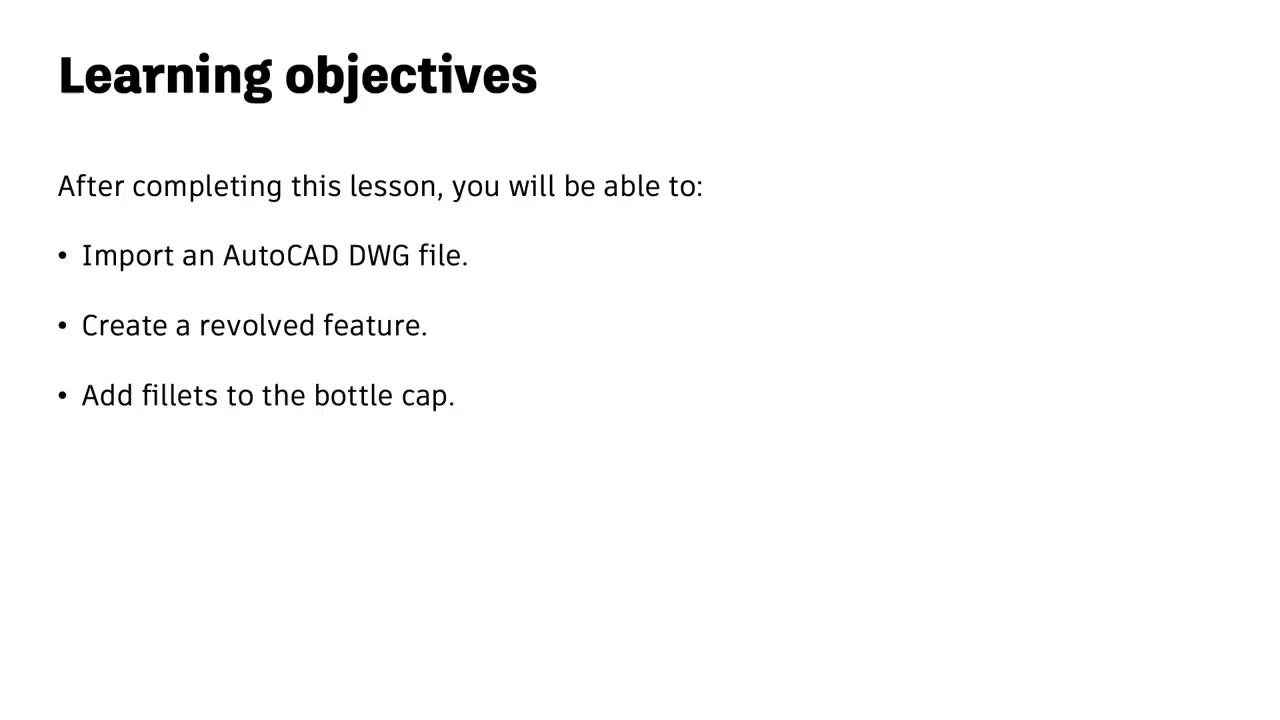 Learning objectives
After completing this lesson, you will be able to:
• Import an AutoCAD DWG file.
• Create a revolved feature.
• Add fillets to the bottle cap.